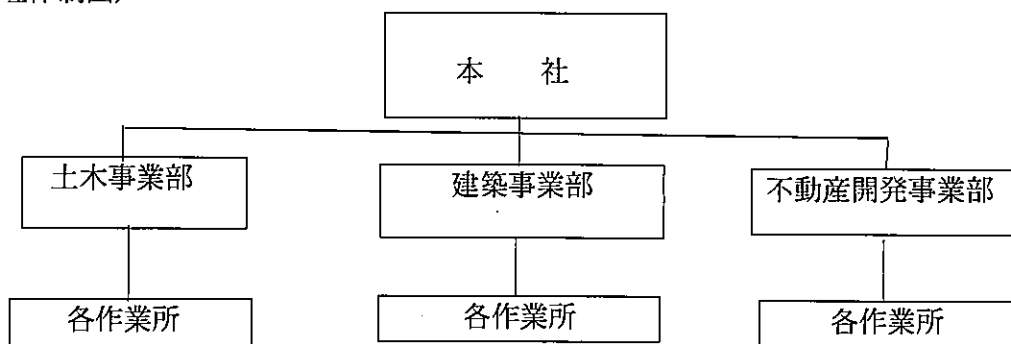 本　社
土木事業部
建築事業部
不動産開発事業部
各作業所
各作業所
各作業所